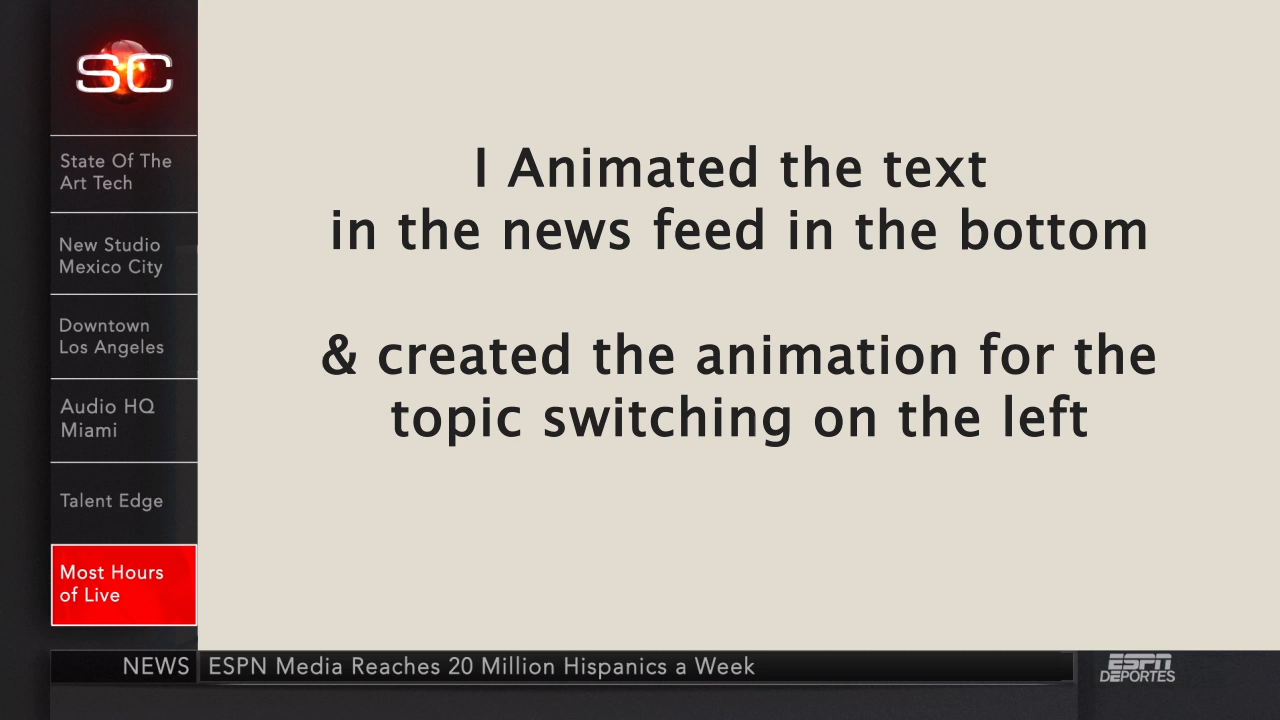 SC
State Of The
Art Tech
New Studio
Mexico City
Downtown
Los Angeles
Audio HQ
Miami
Talent Edge
Most Hours
of Live
I Animated the text
in the news feed in the bottom
& created the animation for the
topic switching on the left
NEWS ESPN Media Reaches 20 Million Hispanics a Week
ESPN
DEPORTES